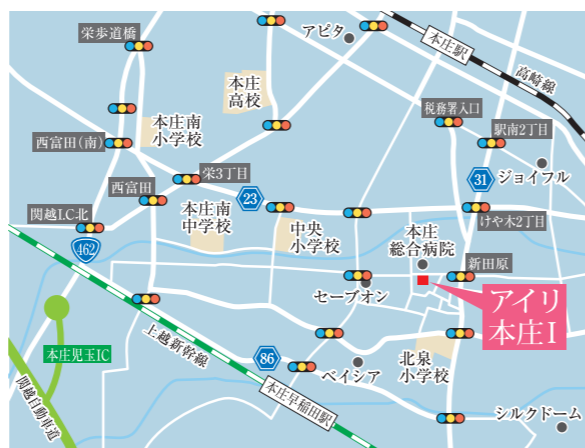 栄歩道橋
アピタ
本庄駅
高崎線
本庄
高校
税務署入口
本庄南
小学校
駅南2丁目
西富田(南)
ジョイフル
栄3丁目
西富田
23
31
関越I.C北
本庄南
中学校
中央
小学校
けや木2丁目
462
本庄
総合病院
新田原
セーブオン
アイリ
本庄I
上越新幹線
本庄児玉IC
86
ベイシア
北泉
小学校
関越自動車道
本庄早稲田駅
シルクドーム